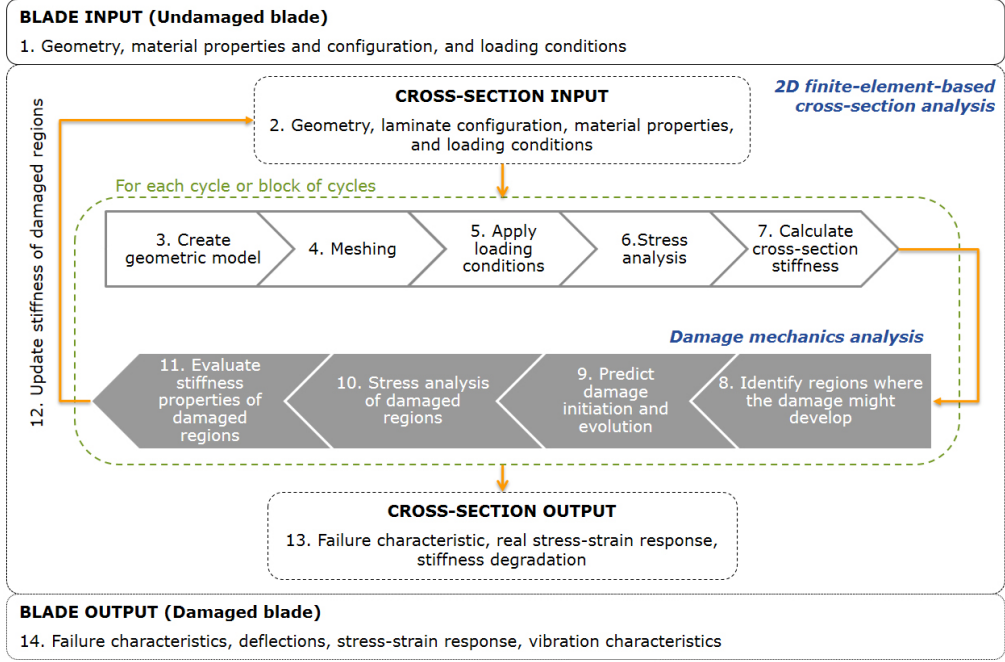 BLADE INPUT (Undamaged blade)
1. Geometry, material properties and configuration, and loading conditions
2D finite-element-based
cross-section analysis
CROSS-SECTION INPUT
2. Geometry, laminate configuration, material properties,
and loading conditions
For each cycle or block of cycles
3. Create
geometric model
4. Meshing
5. Apply
loading
conditions
6.Stress
analysis
7. Calculate
cross-section
stiffness
Damage mechanics analysis
8. Identify regions where
the damage might
develop
9. Predict
damage
initiation and
evolution
10. Stress analysis
of damaged
regions
11. Evaluate
stiffness
properties of
damaged
regions
12. Update stiffness of damaged regions
CROSS-SECTION OUTPUT
13. Failure characteristic, real stress-strain response,
stiffness degradation
BLADE OUTPUT (Damaged blade)
14. Failure characteristics, deflections, stress-strain response, vibration characteristics